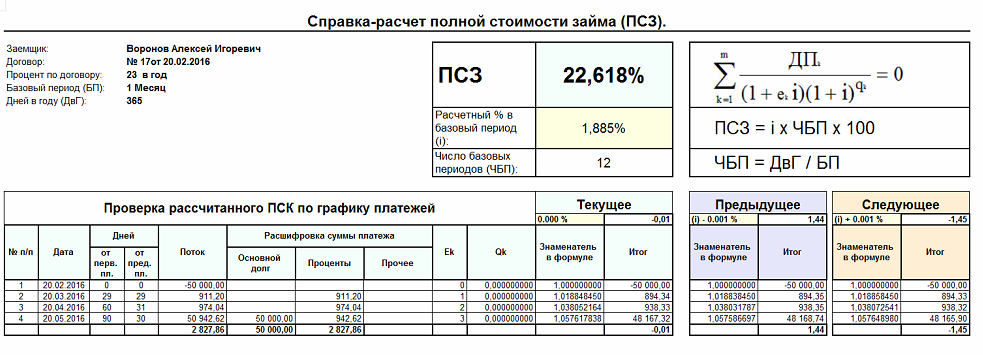 Справка-расчет полной стоимости займа (ПСЗ).
Заемщик: Воронов Алексей Игоревич
Договор: № 17от 20.02.2016
Процент по договору: 23 в год
Базовый период (БП): 1 Месяц
Дней в году (ДвГ): 365
ПСЗ 22,618%
Расчетный % в базовый период (i): 1,885%
Число базовых периодов (ЧБП): 12
m ∑ k=1 ДПₖ / (1 + eₖ i)(1 + i)^qₖ = 0
ПСЗ = i x ЧБП x 100
ЧБП = ДвГ / БП
Проверка рассчитанного ПСК по графику платежей Текущее Предыдущее Следующее
0.000 % -0,01 (i) - 0.001 % 1,44 (i) + 0.001 % -1,45
№ п/п Дата Дней Поток Расшифровка суммы платежа Ek Qk Знаменатель в формуле Итог Знаменатель в формуле Итог Знаменатель в формуле Итог
от перв. пл. от пред. пл. Основной долг Проценты Прочее
1 20.02.2016 0 0 -50 000,00 0 0,000000000 1,000000000 -50 000,00 1,000000000 -50 000,00 1,000000000 -50 000,00
2 20.03.2016 29 29 911,20 911,20 1 0,000000000 1,018848450 894,34 1,018838450 894,35 1,018858450 894,33
3 20.04.2016 60 31 974,04 974,04 2 0,000000000 1,038052164 938,33 1,038031787 938,35 1,038072541 938,32
4 20.05.2016 90 30 50 942,62 50 000,00 942,62 3 0,000000000 1,057617838 48 167,32 1,057586697 48 168,74 1,057648980 48 165,90
2 827,86 50 000,00 2 827,86 -0,01 1,44 -1,45